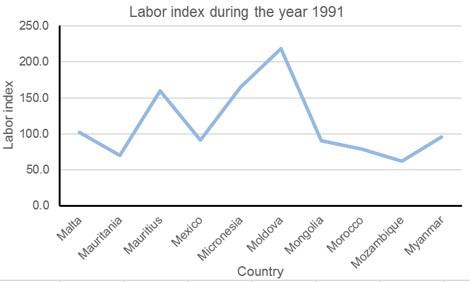 Labor index during the year 1991
250.0
200.0
150.0
100.0
50.0
0.0
Labor index
Malta
Mauritania
Mauritius
Mexico
Micronesia
Moldova
Mongolia
Morocco
Mozambique
Myanmar
Country